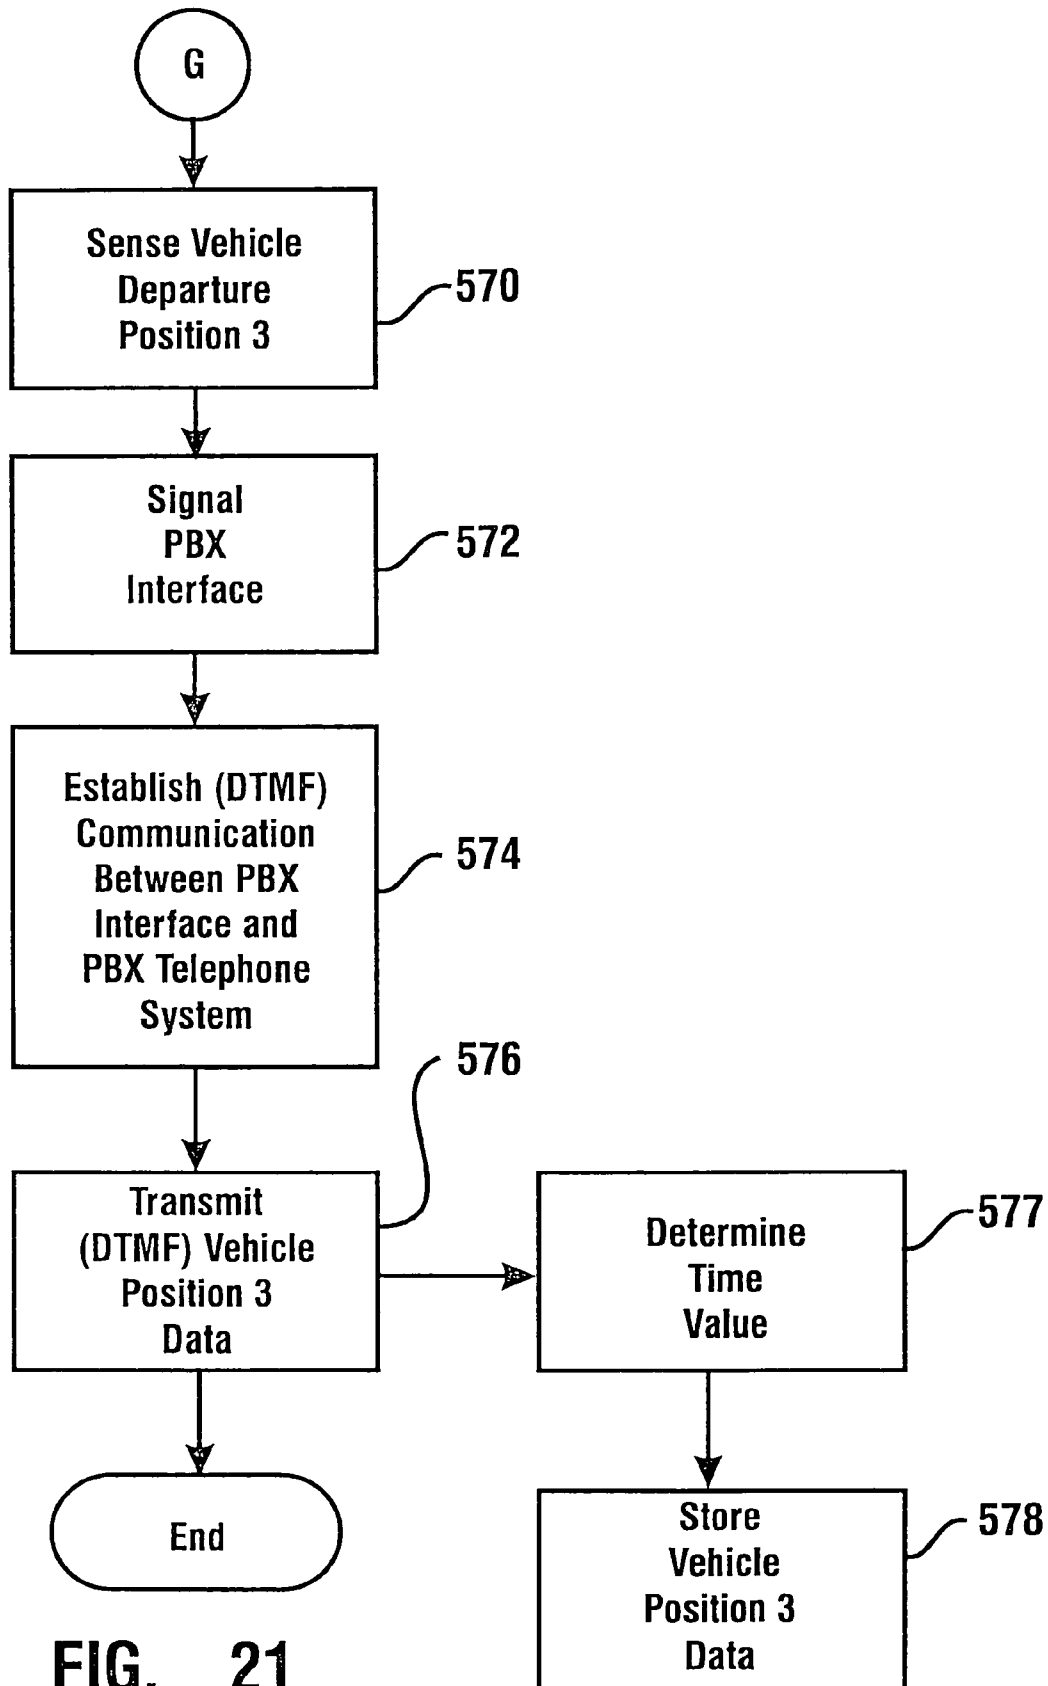 G
Sense Vehicle
Departure
Position 3
570
Signal
PBX
Interface
572
Establish (DTMF)
Communication
Between PBX
Interface and
PBX Telephone
System
574
576
Transmit
(DTMF) Vehicle
Position 3
Data
Determine
Time
Value
577
End
Store
Vehicle
Position 3
Data
578
FIG. 21